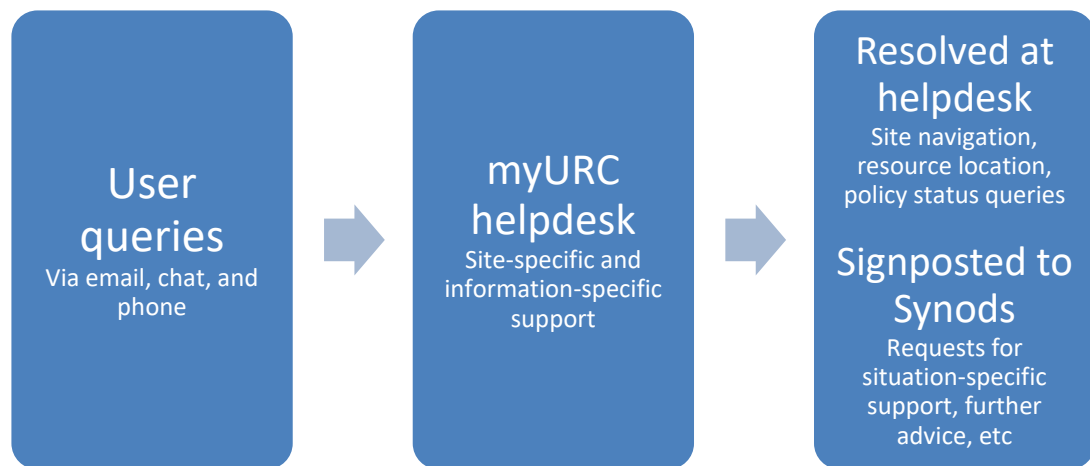 User
queries
Via email, chat, and
phone
myURC
helpdesk
Site-specific and
information-specific
support
Resolved at
helpdesk
Site navigation,
resource location,
policy status queries
Signposted to
Synods
Requests for
situation-specific
support, further
advice, etc